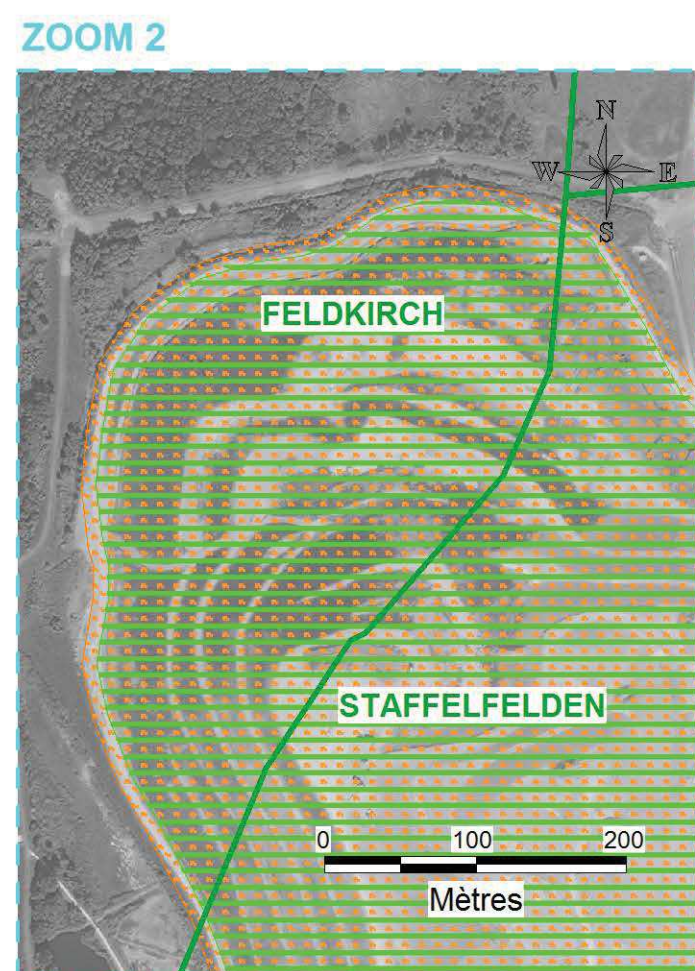 ZOOM 2
N
W E
S
FELDKIRCH
STAFFELFELDEN
0 100 200
Mètres